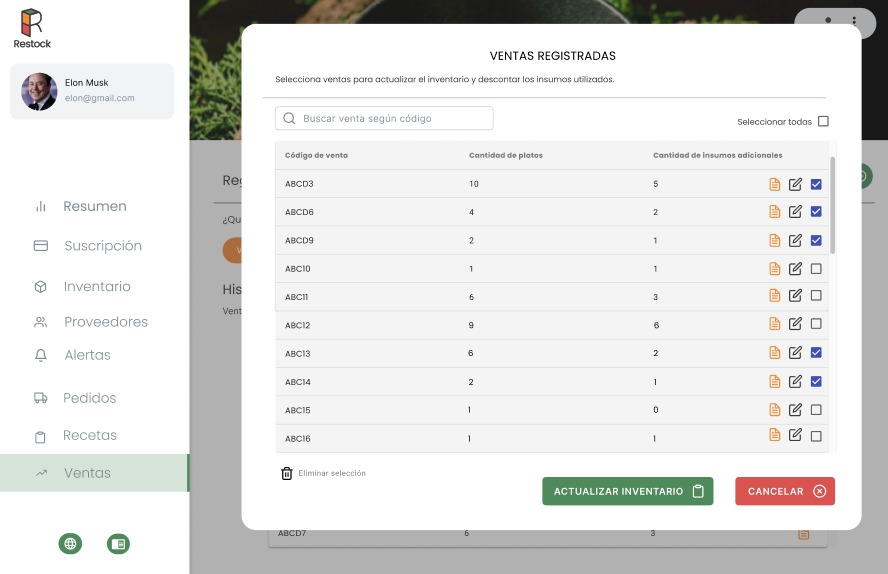 Restock
Elon Musk
elon@gmail.com
Resumen
Suscripción
Inventario
Proveedores
Alertas
Pedidos
Recetas
Ventas
VENTAS REGISTRADAS
Selecciona ventas para actualizar el inventario y descontar los insumos utilizados.
Buscar venta según código
Seleccionar todas
Código de venta Cantidad de platos Cantidad de insumos adicionales
ABCD3 10 5
ABCD6 4 2
ABCD9 2 1
ABC10 1 1
ABC11 6 3
ABC12 9 6
ABC13 6 2
ABC14 2 1
ABC15 1 0
ABC16 1 1
Eliminar selección
ACTUALIZAR INVENTARIO
CANCELAR
Reg
¿Qu
His
Vent
ABCD7 6 3